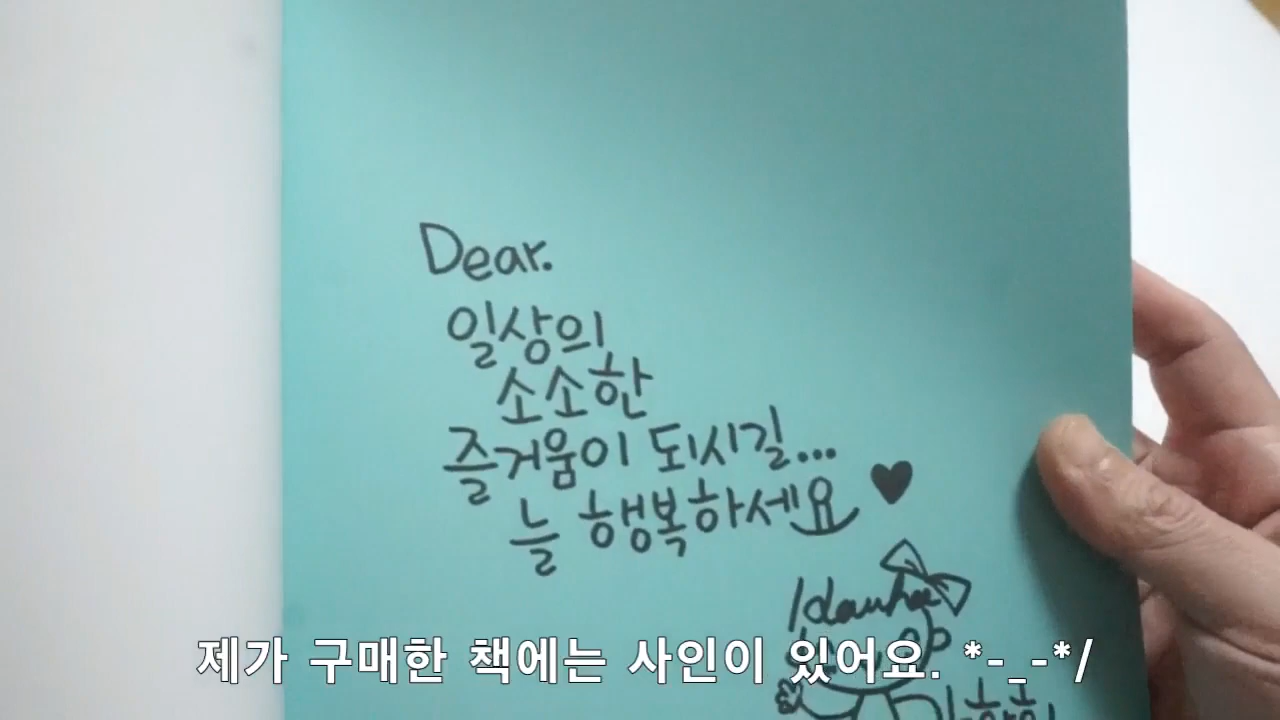 Dear.
일상의
소소한
즐거움이 도시길...
늘 행복하세요 ♥
제가 구매한 책에는 사인이 있어요. *-_-*/